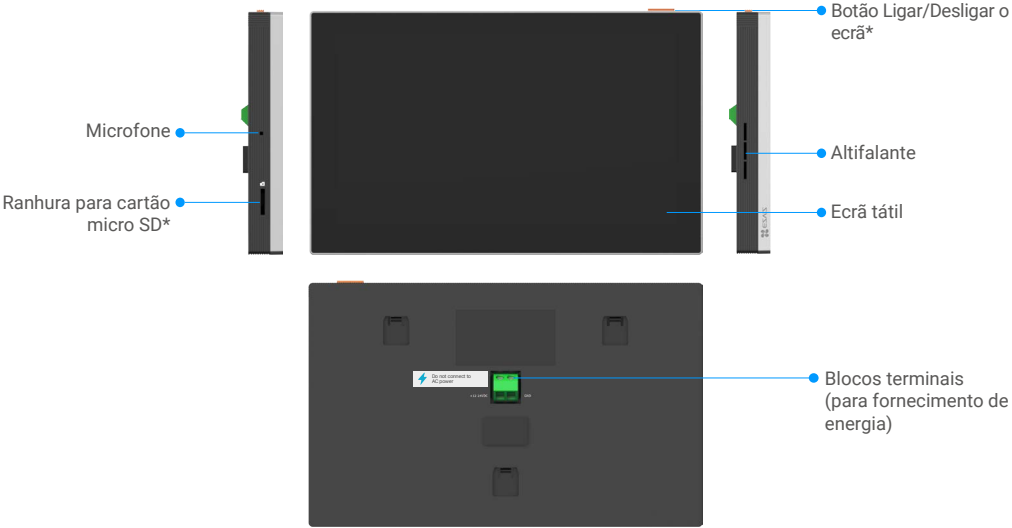 Botão Ligar/Desligar o
ecrã*
Microfone
Altifalante
Ranhura para cartão
micro SD*
Ecrã tátil
Do not connect to
AC power
Blocos terminais
(para fornecimento de
energia)